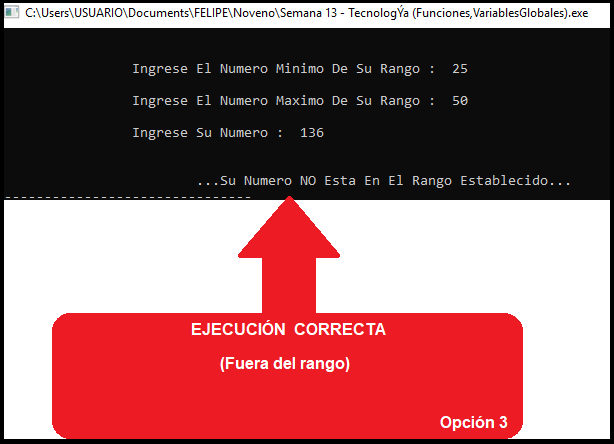 C:\Users\USUARIO\Documents\FELIPE\Noveno\Semana 13 - TecnologÝa (Funciones,VariablesGlobales).exe
Ingrese El Numero Minimo De Su Rango :  25
Ingrese El Numero Maximo De Su Rango :  50
Ingrese Su Numero :  136
...Su Numero NO Esta En El Rango Establecido...
--------------------------------
EJECUCIÓN CORRECTA
(Fuera del rango)
Opción 3